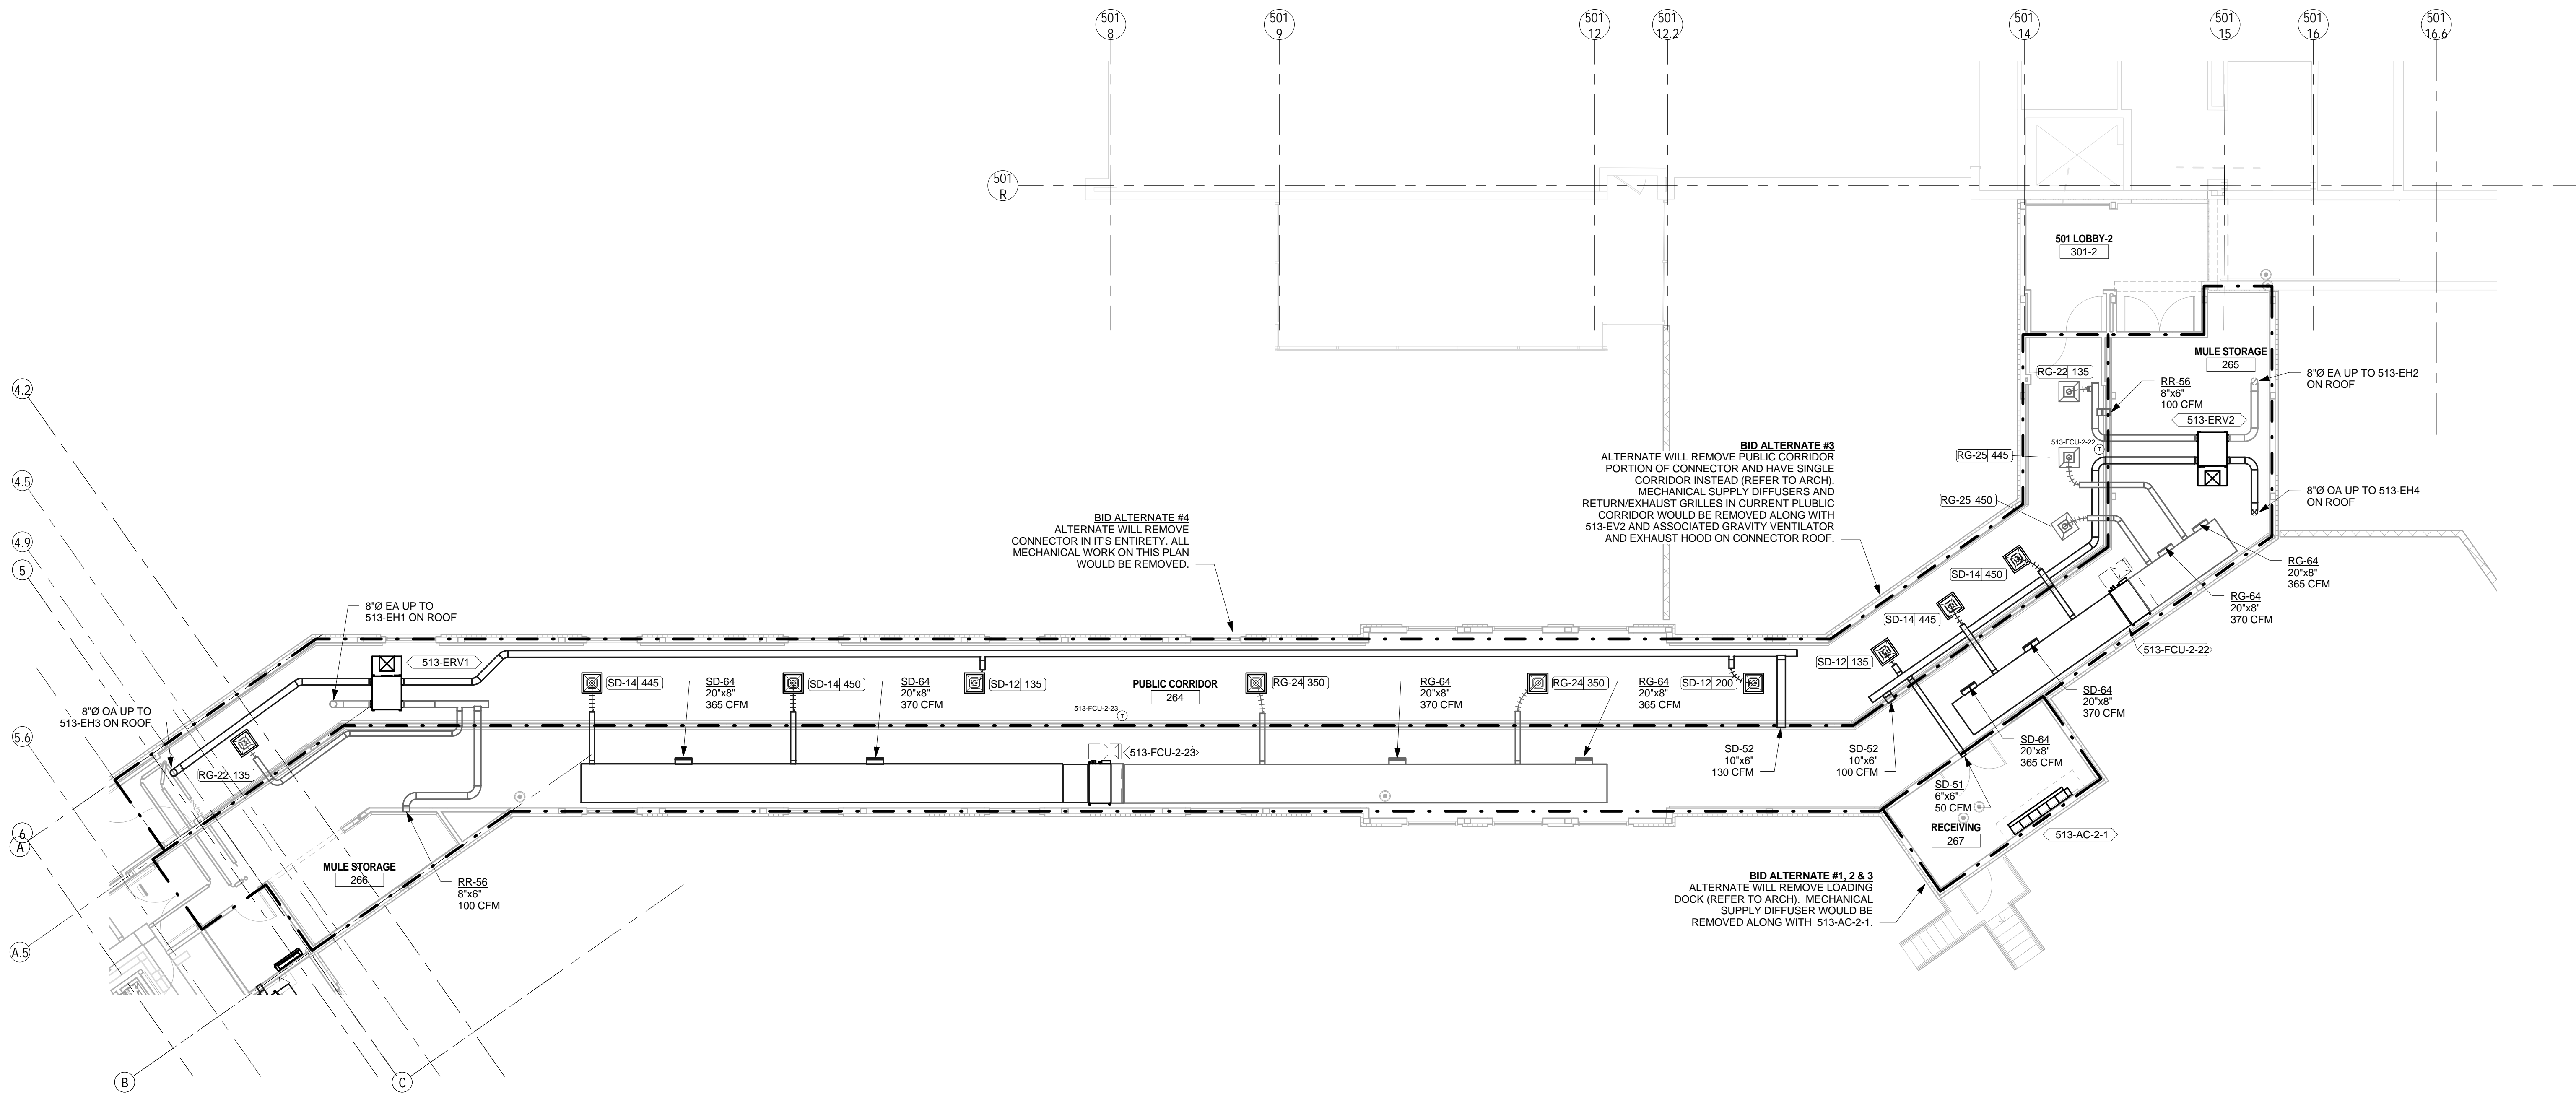 501
8
501
9
501
12
501
12.2
501
14
501
15
501
16
501
16.6
501
R
501 LOBBY-2
301-2
MULE STORAGE
265
8"Ø EA UP TO 513-EH2
ON ROOF
RG-22 135
RR-56
8"x6"
100 CFM
513-ERV2
513-FCU-2-22
T
RG-25 445
8"Ø OA UP TO 513-EH4
ON ROOF
RG-25 450
BID ALTERNATE #3
ALTERNATE WILL REMOVE PUBLIC CORRIDOR
PORTION OF CONNECTOR AND HAVE SINGLE
CORRIDOR INSTEAD (REFER TO ARCH).
MECHANICAL SUPPLY DIFFUSERS AND
RETURN/EXHAUST GRILLES IN CURRENT PLUBLIC
CORRIDOR WOULD BE REMOVED ALONG WITH
513-EV2 AND ASSOCIATED GRAVITY VENTILATOR
AND EXHAUST HOOD ON CONNECTOR ROOF.
BID ALTERNATE #4
ALTERNATE WILL REMOVE
CONNECTOR IN IT'S ENTIRETY. ALL
MECHANICAL WORK ON THIS PLAN
WOULD BE REMOVED.
4.2
4.5
4.9
5
5.6
6
A
A.5
B
C
8"Ø EA UP TO
513-EH1 ON ROOF
513-ERV1
8"Ø OA UP TO
513-EH3 ON ROOF
RG-22 135
SD-14 445
SD-64
20"x8"
365 CFM
SD-14 450
SD-64
20"x8"
370 CFM
SD-12 135
513-FCU-2-23
T
PUBLIC CORRIDOR
264
513-FCU-2-23
RG-24 350
RG-64
20"x8"
370 CFM
RG-24 350
RG-64
20"x8"
365 CFM
SD-12 200
SD-52
10"x6"
130 CFM
SD-12 135
SD-14 445
SD-14 450
SD-52
10"x6"
100 CFM
RG-64
20"x8"
365 CFM
RG-64
20"x8"
370 CFM
513-FCU-2-22
SD-64
20"x8"
370 CFM
SD-64
20"x8"
365 CFM
SD-51
6"x6"
50 CFM
RECEIVING
267
513-AC-2-1
MULE STORAGE
266
RR-56
8"x6"
100 CFM
BID ALTERNATE #1, 2 & 3
ALTERNATE WILL REMOVE LOADING
DOCK (REFER TO ARCH). MECHANICAL
SUPPLY DIFFUSER WOULD BE
REMOVED ALONG WITH 513-AC-2-1.